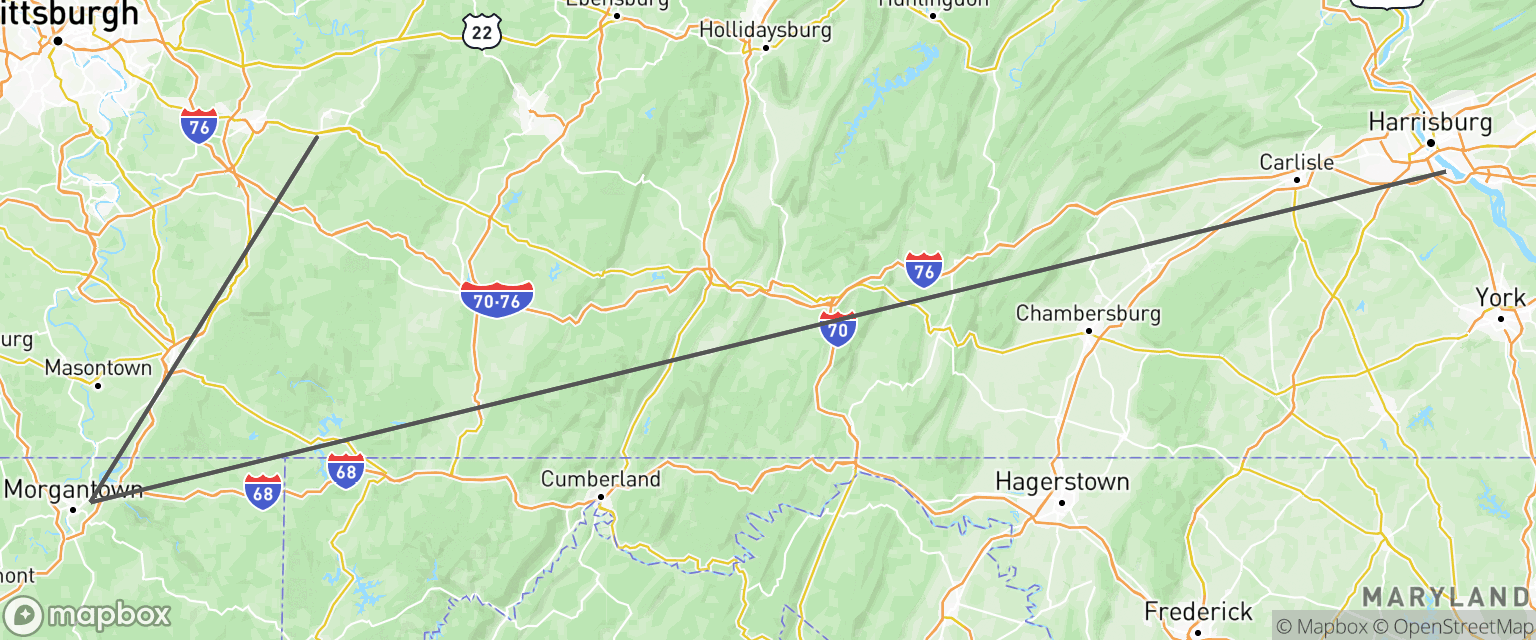 ittsburgh
22
Ebensburg
Hollidaysburg
Huntingdon
76
Harrisburg
Carlisle
76
70-76
Chambersburg
York
70
urg
Masontown
68
68
Morgantown
Cumberland
Hagerstown
mont
mapbox
Frederick
MARYLAND
© Mapbox © OpenStreetMap